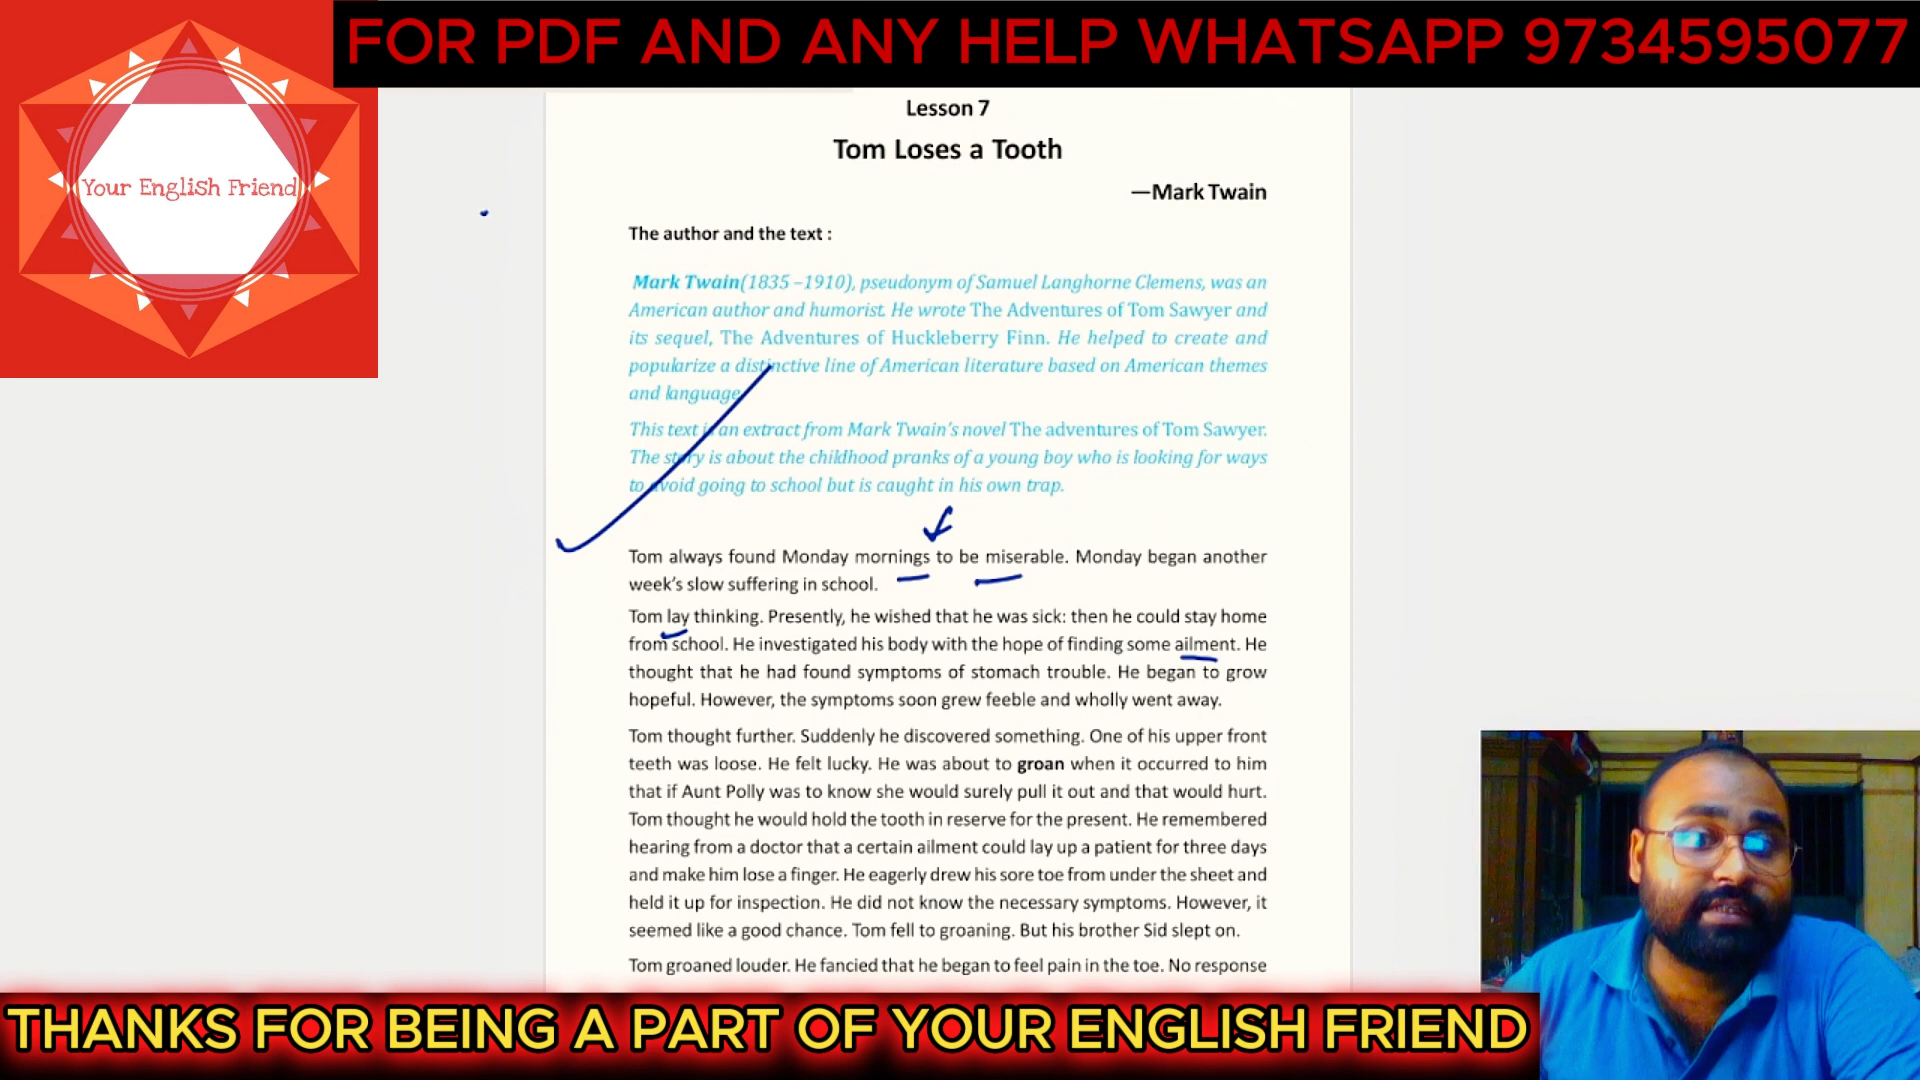 FOR PDF AND ANY HELP WHATSAPP 9734595077
Your English Friend
Lesson 7
Tom Loses a Tooth
—Mark Twain
The author and the text :
Mark Twain(1835 –1910), pseudonym of Samuel Langhorne Clemens, was an
American author and humorist. He wrote The Adventures of Tom Sawyer and
its sequel, The Adventures of Huckleberry Finn. He helped to create and
popularize a distinctive line of American literature based on American themes
and language.
This text is an extract from Mark Twain's novel The adventures of Tom Sawyer.
The story is about the childhood pranks of a young boy who is looking for ways
to avoid going to school but is caught in his own trap.
Tom always found Monday mornings to be miserable. Monday began another
week's slow suffering in school.
Tom lay thinking. Presently, he wished that he was sick: then he could stay home
from school. He investigated his body with the hope of finding some ailment. He
thought that he had found symptoms of stomach trouble. He began to grow
hopeful. However, the symptoms soon grew feeble and wholly went away.
Tom thought further. Suddenly he discovered something. One of his upper front
teeth was loose. He felt lucky. He was about to groan when it occurred to him
that if Aunt Polly was to know she would surely pull it out and that would hurt.
Tom thought he would hold the tooth in reserve for the present. He remembered
hearing from a doctor that a certain ailment could lay up a patient for three days
and make him lose a finger. He eagerly drew his sore toe from under the sheet and
held it up for inspection. He did not know the necessary symptoms. However, it
seemed like a good chance. Tom fell to groaning. But his brother Sid slept on.
Tom groaned louder. He fancied that he began to feel pain in the toe. No response
THANKS FOR BEING A PART OF YOUR ENGLISH FRIEND